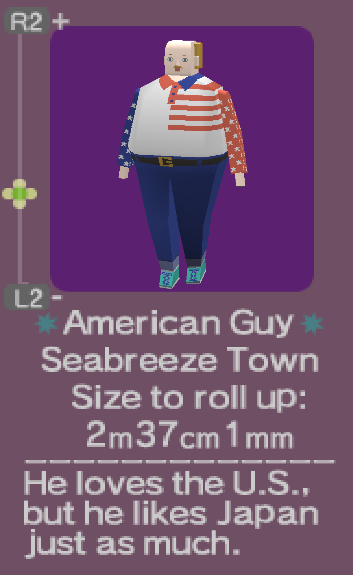 R2 +
L2 -
American Guy
Seabreeze Town
Size to roll up:
2m37cm1mm
He loves the U.S.,
but he likes Japan
just as much.